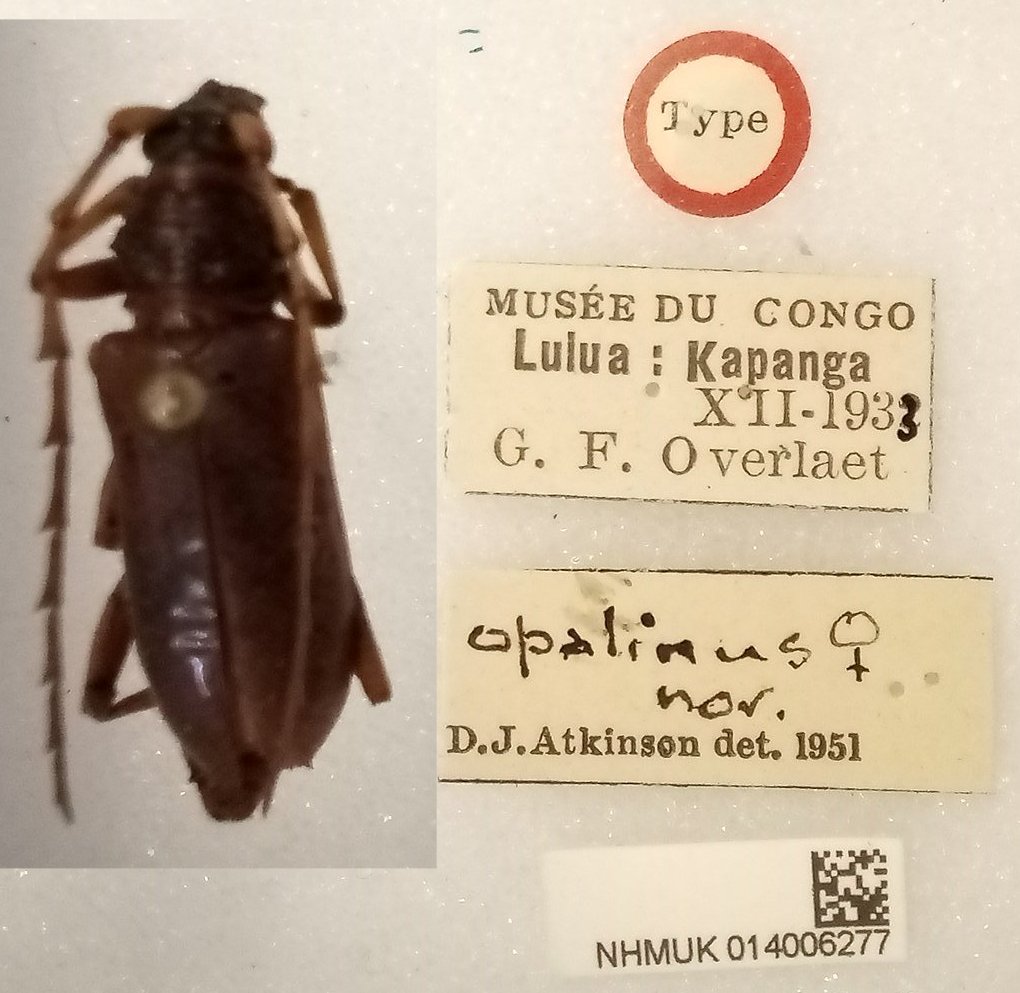 Type
MUSÉE DU CONGO
Lulua : Kapanga
XII-1933
G. F. Overlaet
opalinus ♀
nov.
D.J.Atkinson det. 1951
NHMUK 014006277